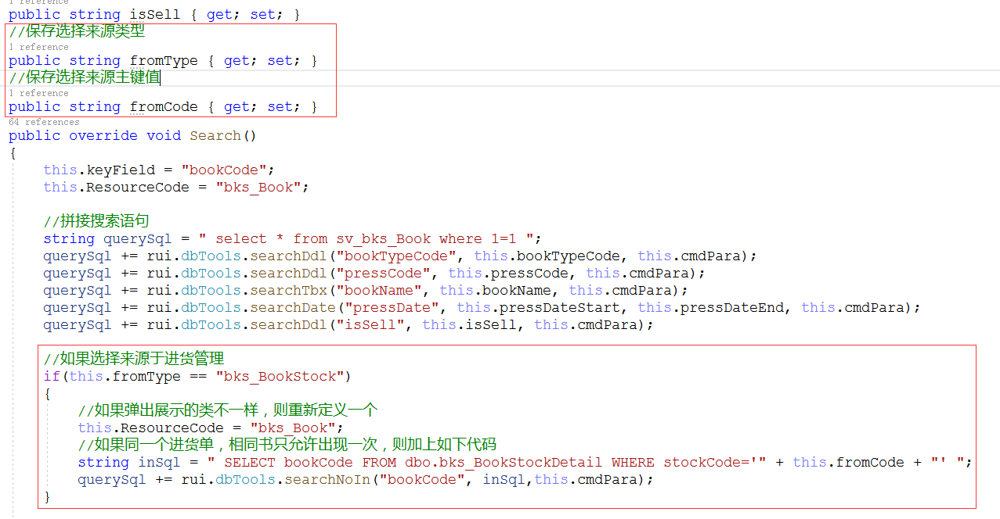 1 reference
public string isSell { get; set; }
//保存选择来源类型
1 reference
public string fromType { get; set; }
//保存选择来源主键值
1 reference
public string fromCode { get; set; }
64 references
public override void Search()
{
    this.keyField = "bookCode";
    this.ResourceCode = "bks_Book";

    //拼接搜索语句
    string querySql = " select * from sv_bks_Book where 1=1 ";
    querySql += rui.dbTools.searchDdl("bookTypeCode", this.bookTypeCode, this.cmdPara);
    querySql += rui.dbTools.searchDdl("pressCode", this.pressCode, this.cmdPara);
    querySql += rui.dbTools.searchTbx("bookName", this.bookName, this.cmdPara);
    querySql += rui.dbTools.searchDate("pressDate", this.pressDateStart, this.pressDateEnd, this.cmdPara);
    querySql += rui.dbTools.searchDdl("isSell", this.isSell, this.cmdPara);

    //如果选择来源于进货管理
    if(this.fromType == "bks_BookStock")
    {
        //如果弹出展示的类不一样，则重新定义一个
        this.ResourceCode = "bks_Book";
        //如果同一个进货单，相同书只允许出现一次，则加上如下代码
        string inSql = " SELECT bookCode FROM dbo.bks_BookStockDetail WHERE stockCode='" + this.fromCode + "' ";
        querySql += rui.dbTools.searchNoIn("bookCode", inSql,this.cmdPara);
    }